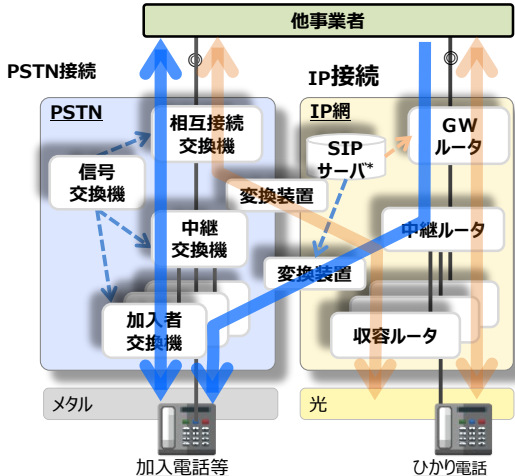 他事業者
PSTN接続
IP接続
PSTN
相互接続
交換機
信号
交換機
中継
交換機
加入者
交換機
変換装置
変換装置
IP網
SIP
サーバ*
GW
ルータ
中継ルータ
収容ルータ
メタル
光
加入電話等
ひかり電話